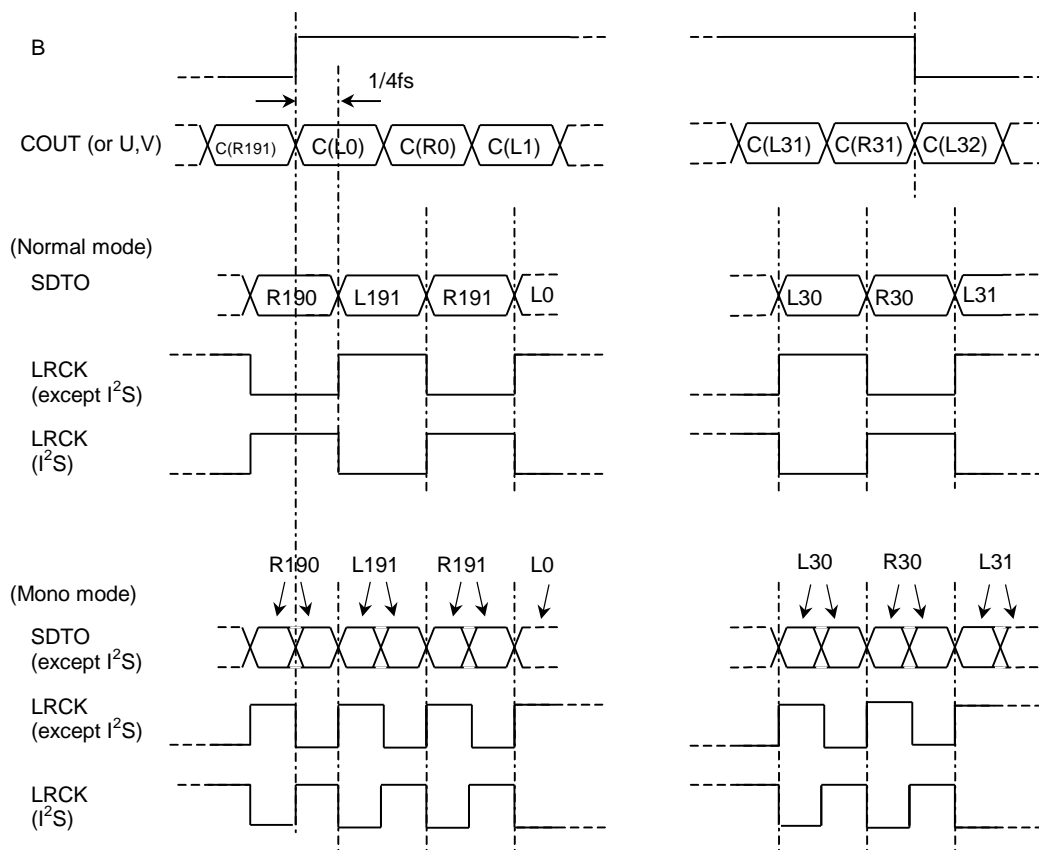 B
1/4fs
COUT (or U,V)
C(R191) C(L0) C(R0) C(L1) C(L31) C(R31) C(L32)
(Normal mode)
SDTO
R190 L191 R191 L0 L30 R30 L31
LRCK
(except I²S)
LRCK
(I²S)
R190 L191 R191 L0 L30 R30 L31
(Mono mode)
SDTO
(except I²S)
LRCK
(except I²S)
LRCK
(I²S)